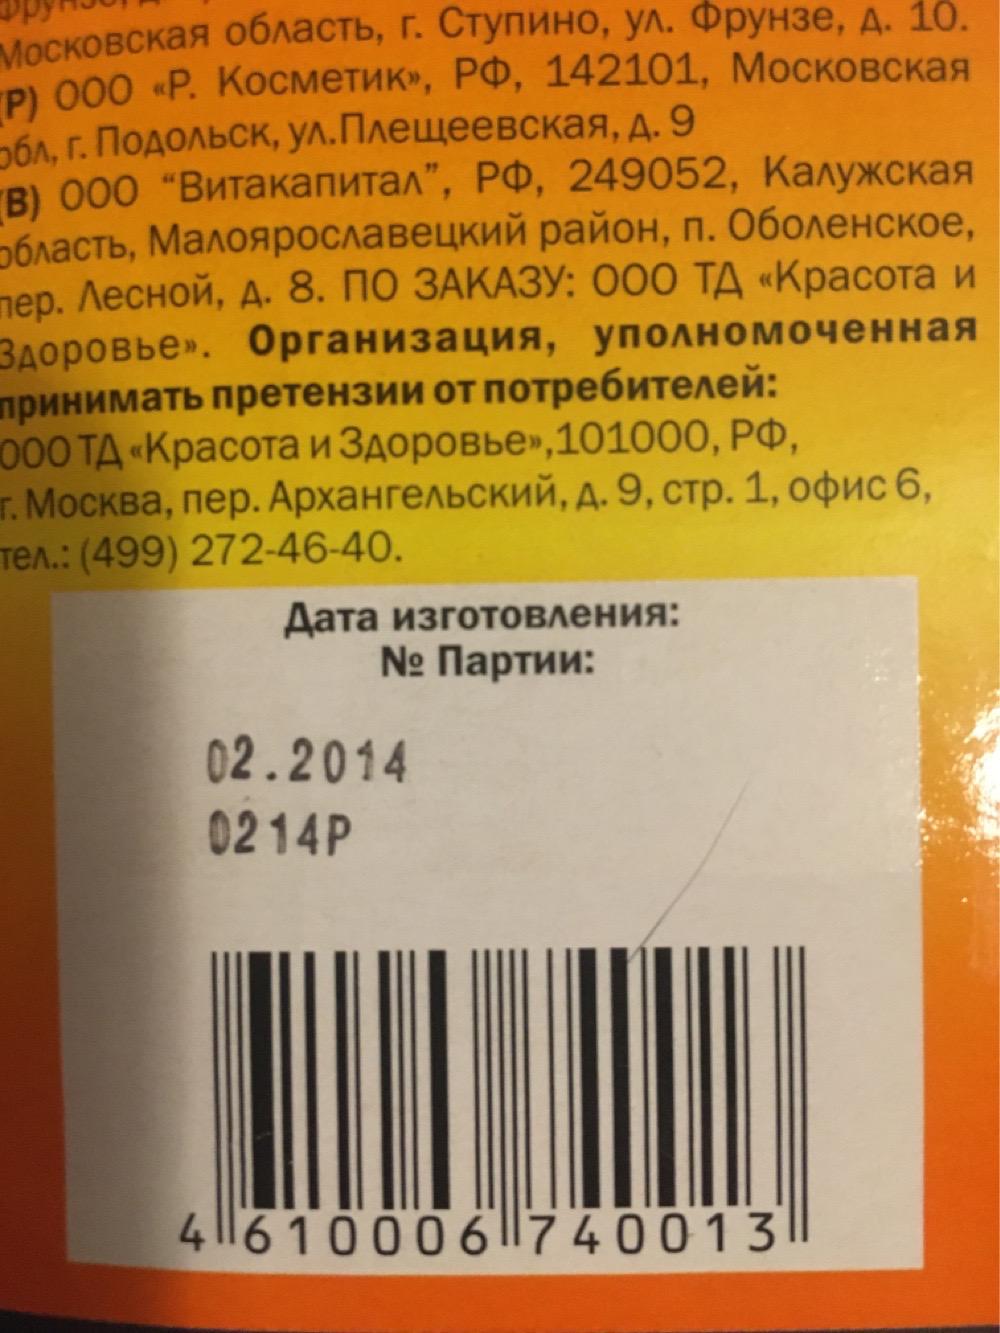 Московская область, г. Ступино, ул. Фрунзе, д. 10.
(Р) ООО «Р. Косметик», РФ, 142101, Московская
обл, г. Подольск, ул.Плещеевская, д. 9
(В) ООО “Витакапитал”, РФ, 249052, Калужская
область, Малоярославецкий район, п. Оболенское,
пер. Лесной, д. 8. ПО ЗАКАЗУ: ООО ТД «Красота и
Здоровье». Организация, уполномоченная
принимать претензии от потребителей:
ООО ТД «Красота и Здоровье»,101000, РФ,
г. Москва, пер. Архангельский, д. 9, стр. 1, офис 6,
тел.: (499) 272-46-40.
Дата изготовления:
№ Партии:
02.2014
0214P
4 610006 740013